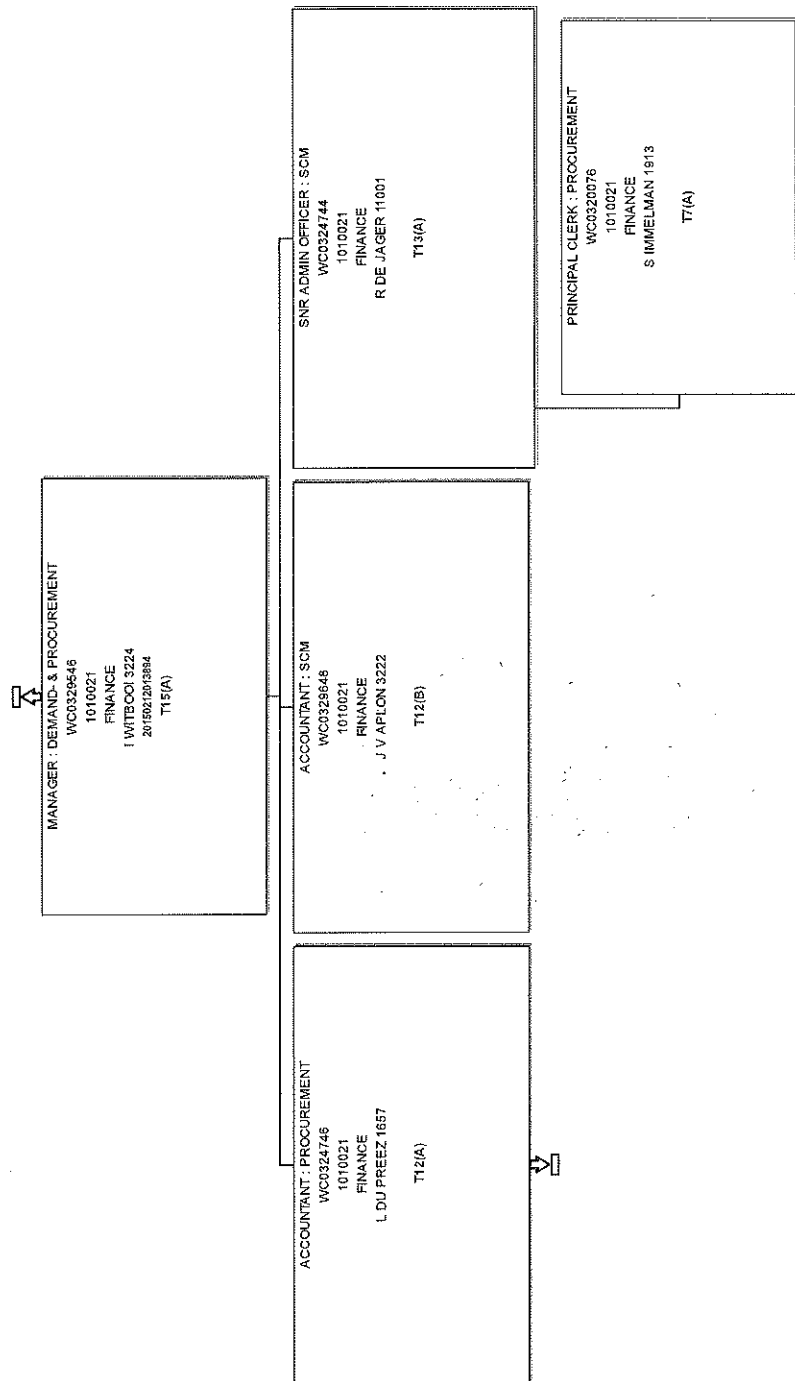 MANAGER : DEMAND- & PROCUREMENT
WC0329546
1010021
FINANCE
I WITBOOI 3224
20150212013894
T15(A)
ACCOUNTANT : PROCUREMENT
WC0324746
1010021
FINANCE
L DU PREEZ 1657
T12(A)
ACCOUNTANT : SCM
WC0329648
1010021
FINANCE
J V APLON 3222
T12(B)
SNR ADMIN OFFICER : SCM
WC0324744
1010021
FINANCE
R DE JAGER 11001
T13(A)
PRINCIPAL CLERK : PROCUREMENT
WC0320076
1010021
FINANCE
S IMMELMAN 1913
T7(A)